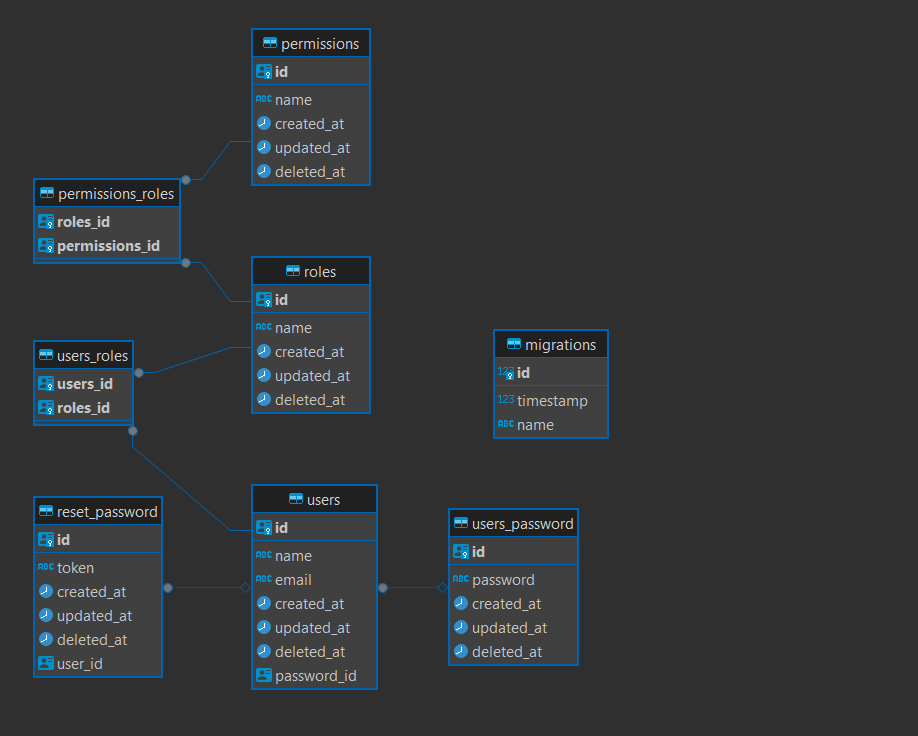 permissions
id
ABC name
created_at
updated_at
deleted_at
permissions_roles
roles_id
permissions_id
roles
id
ABC name
created_at
updated_at
deleted_at
users_roles
users_id
roles_id
migrations
123 id
123 timestamp
ABC name
reset_password
id
ABC token
created_at
updated_at
deleted_at
user_id
users
id
ABC name
ABC email
created_at
updated_at
deleted_at
password_id
users_password
id
ABC password
created_at
updated_at
deleted_at